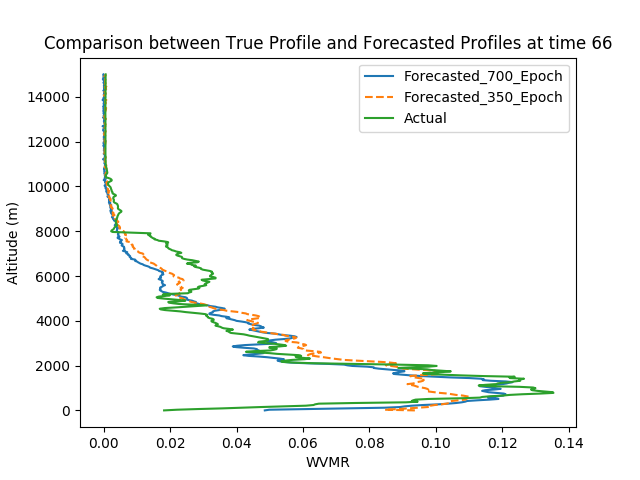 Comparison between True Profile and Forecasted Profiles at time 66
Forecasted_700_Epoch
Forecasted_350_Epoch
Actual
14000
12000
10000
8000
6000
4000
2000
0
Altitude (m)
0.00 0.02 0.04 0.06 0.08 0.10 0.12 0.14
WVMR